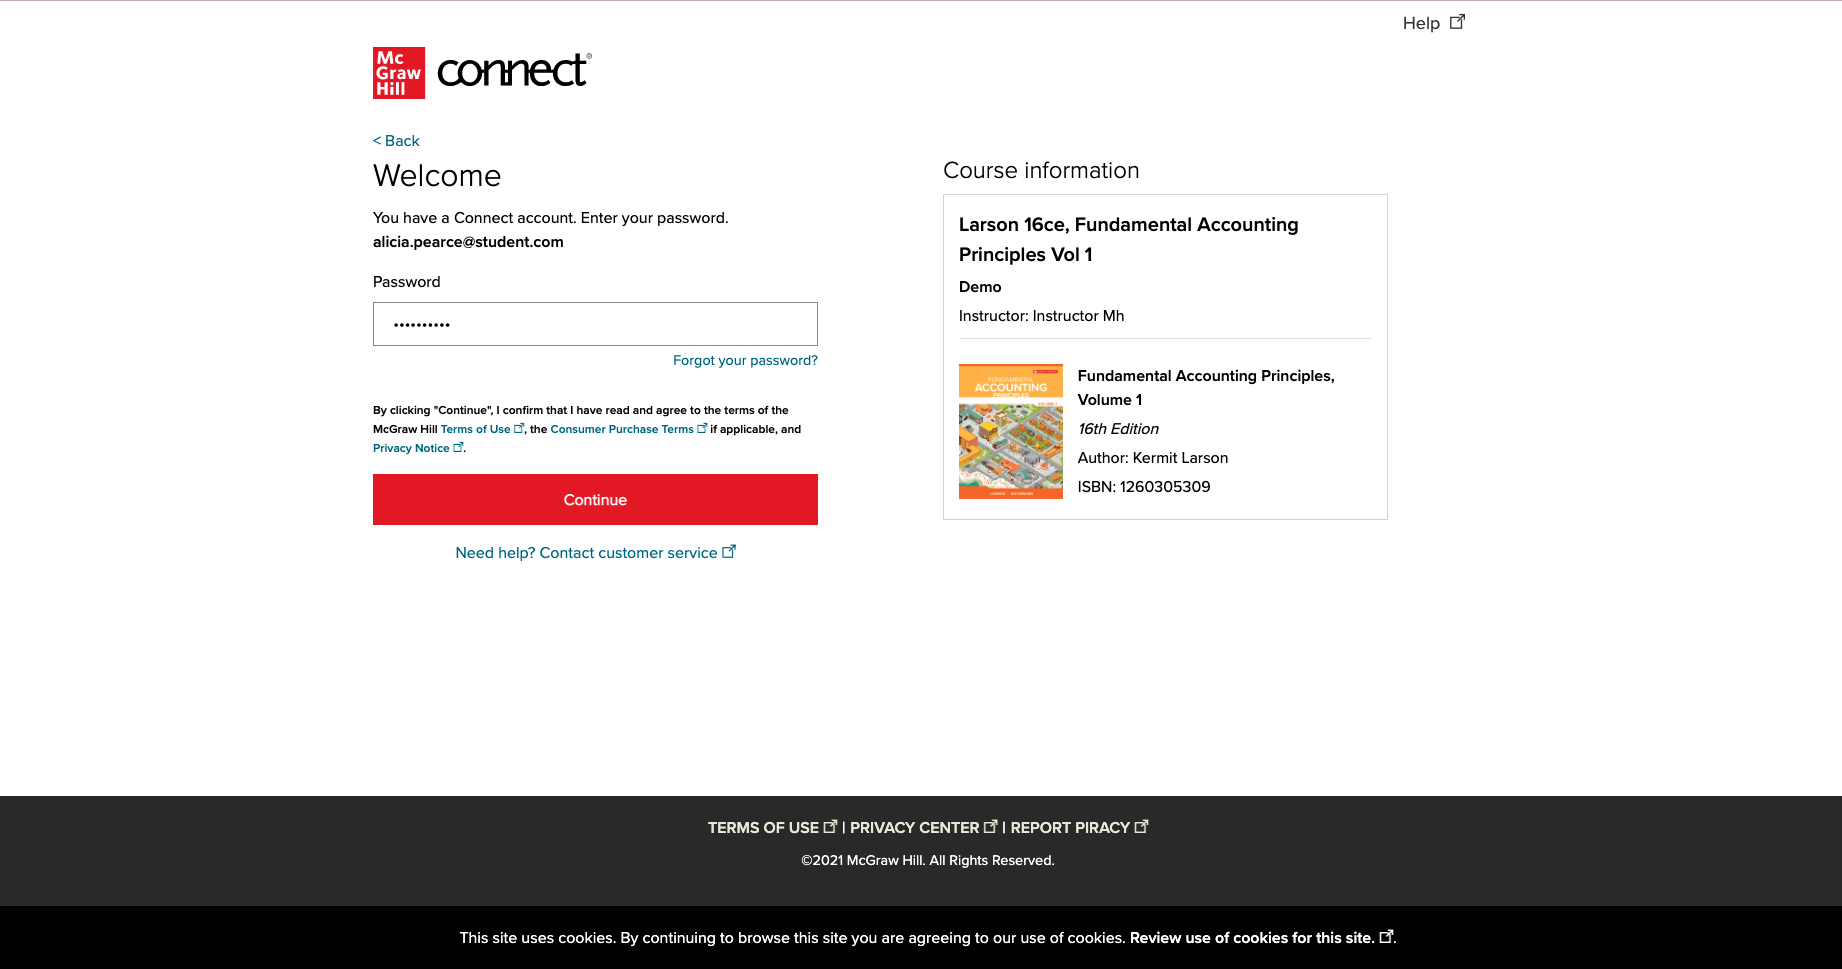 Help
Mc
Graw
Hill
connect®
< Back
Welcome
You have a Connect account. Enter your password.
alicia.pearce@student.com
Password
••••••••••
Forgot your password?
By clicking "Continue", I confirm that I have read and agree to the terms of the
McGraw Hill Terms of Use, the Consumer Purchase Terms if applicable, and
Privacy Notice.
Continue
Need help? Contact customer service
Course information
Larson 16ce, Fundamental Accounting
Principles Vol 1
Demo
Instructor: Instructor Mh
FUNDAMENTAL
ACCOUNTING
PRINCIPLES
Fundamental Accounting Principles,
Volume 1
16th Edition
Author: Kermit Larson
ISBN: 1260305309
TERMS OF USE | PRIVACY CENTER | REPORT PIRACY
©2021 McGraw Hill. All Rights Reserved.
This site uses cookies. By continuing to browse this site you are agreeing to our use of cookies. Review use of cookies for this site.